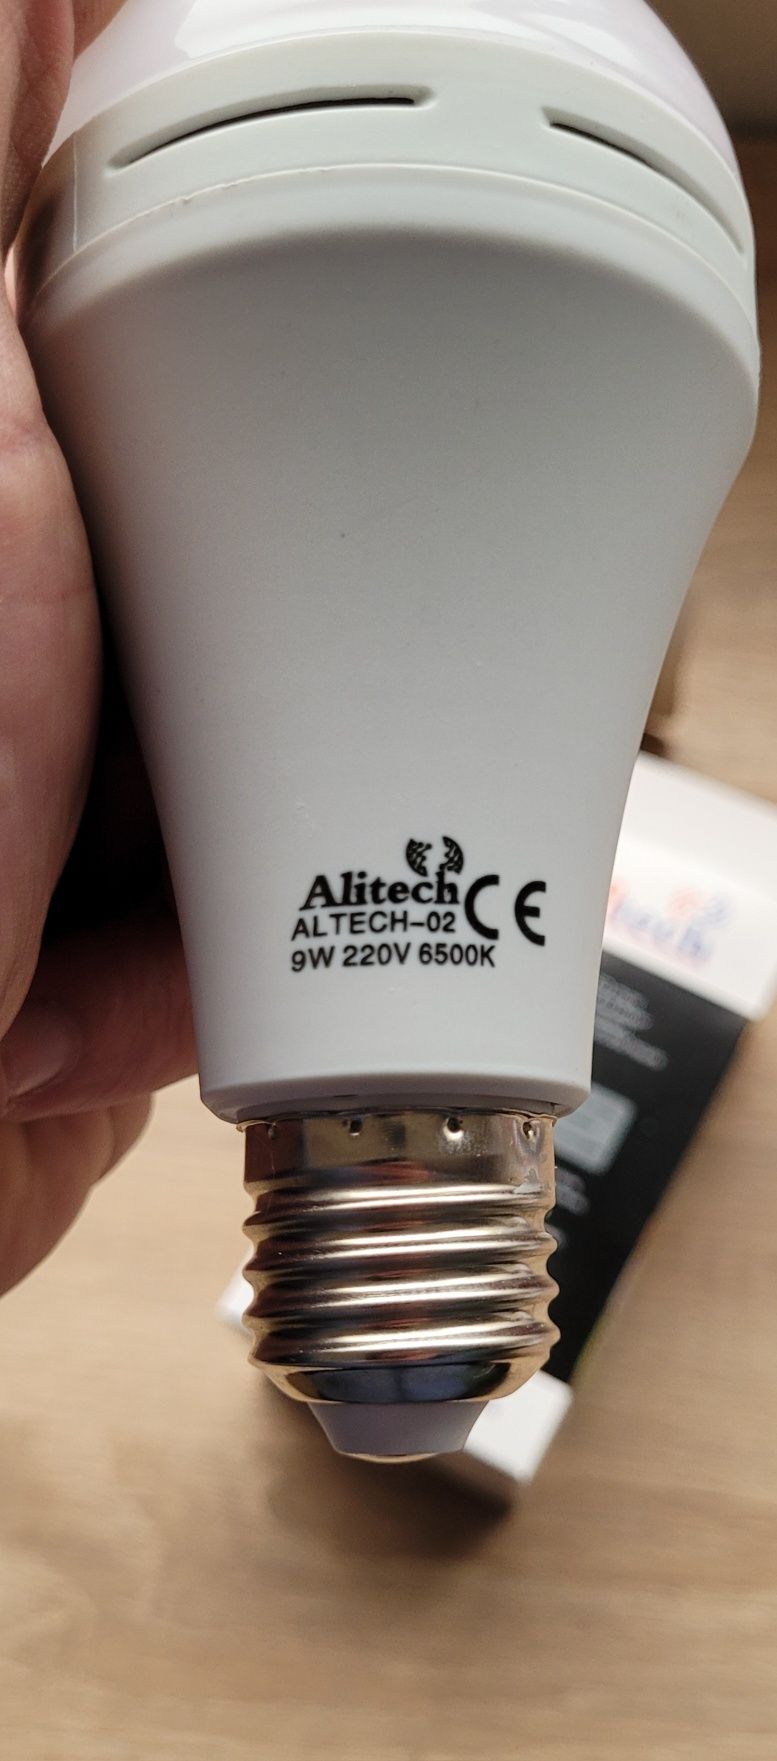 Alitech
CE
ALTECH-02
9W 220V 6500K